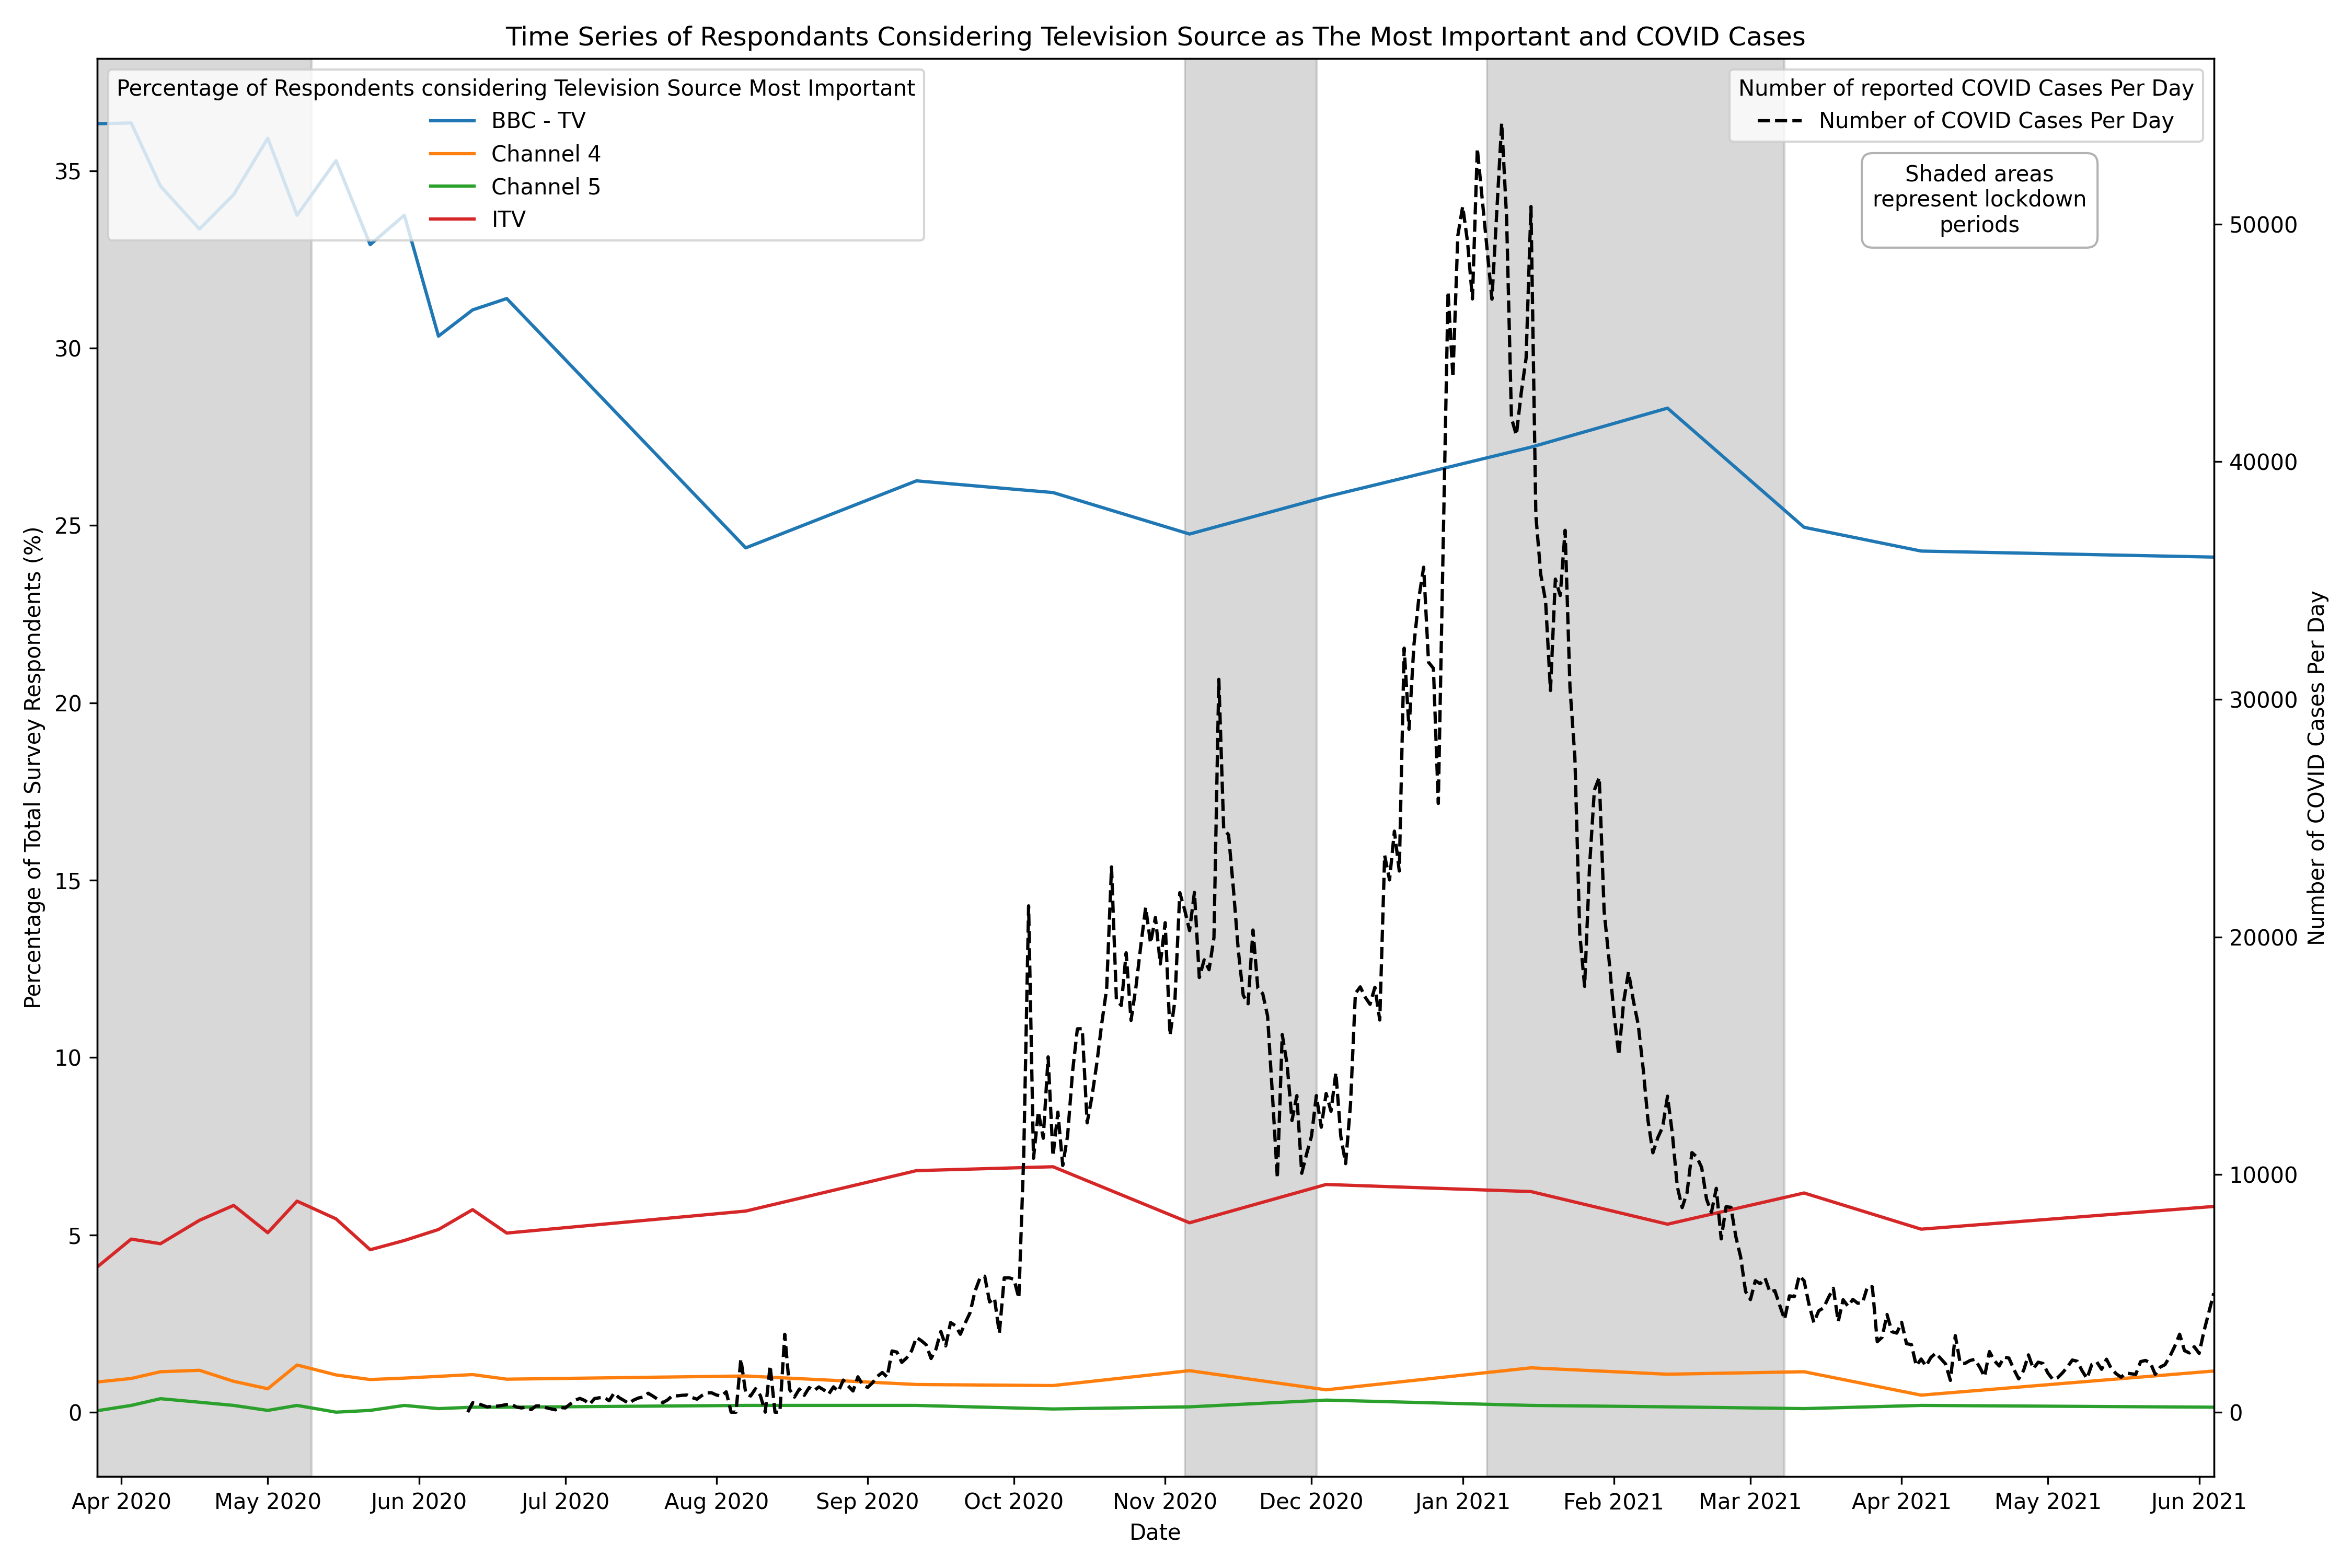 Time Series of Respondants Considering Television Source as The Most Important and COVID Cases
Percentage of Respondents considering Television Source Most Important
BBC - TV
Channel 4
Channel 5
ITV
Number of reported COVID Cases Per Day
Number of COVID Cases Per Day
Shaded areas
represent lockdown
periods
Percentage of Total Survey Respondents (%)
35
30
25
20
15
10
5
0
50000
40000
30000
20000
10000
0
Number of COVID Cases Per Day
Apr 2020 May 2020 Jun 2020 Jul 2020 Aug 2020 Sep 2020 Oct 2020 Nov 2020 Dec 2020 Jan 2021 Feb 2021 Mar 2021 Apr 2021 May 2021 Jun 2021
Date